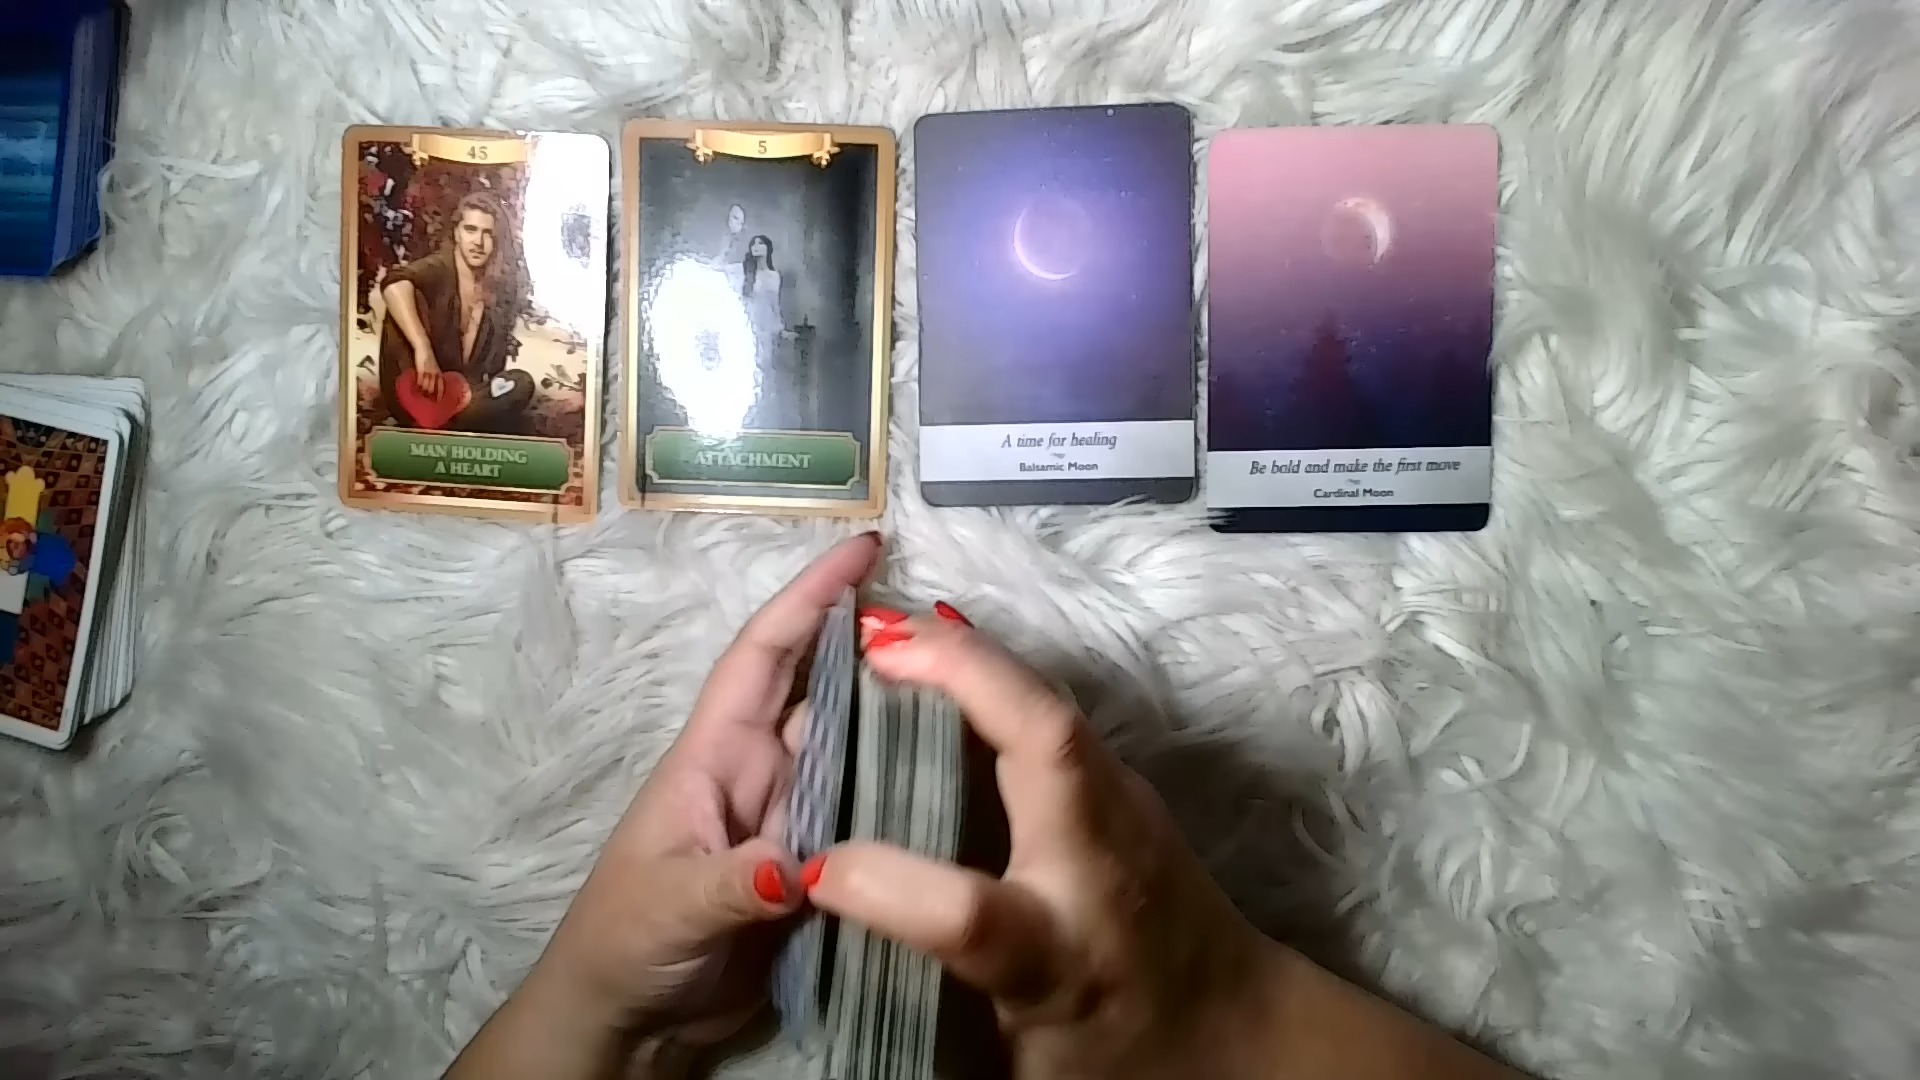 45
MAN HOLDING
A HEART
5
ATTACHMENT
A time for healing
Balsamic Moon
Be bold and make the first move
Cardinal Moon